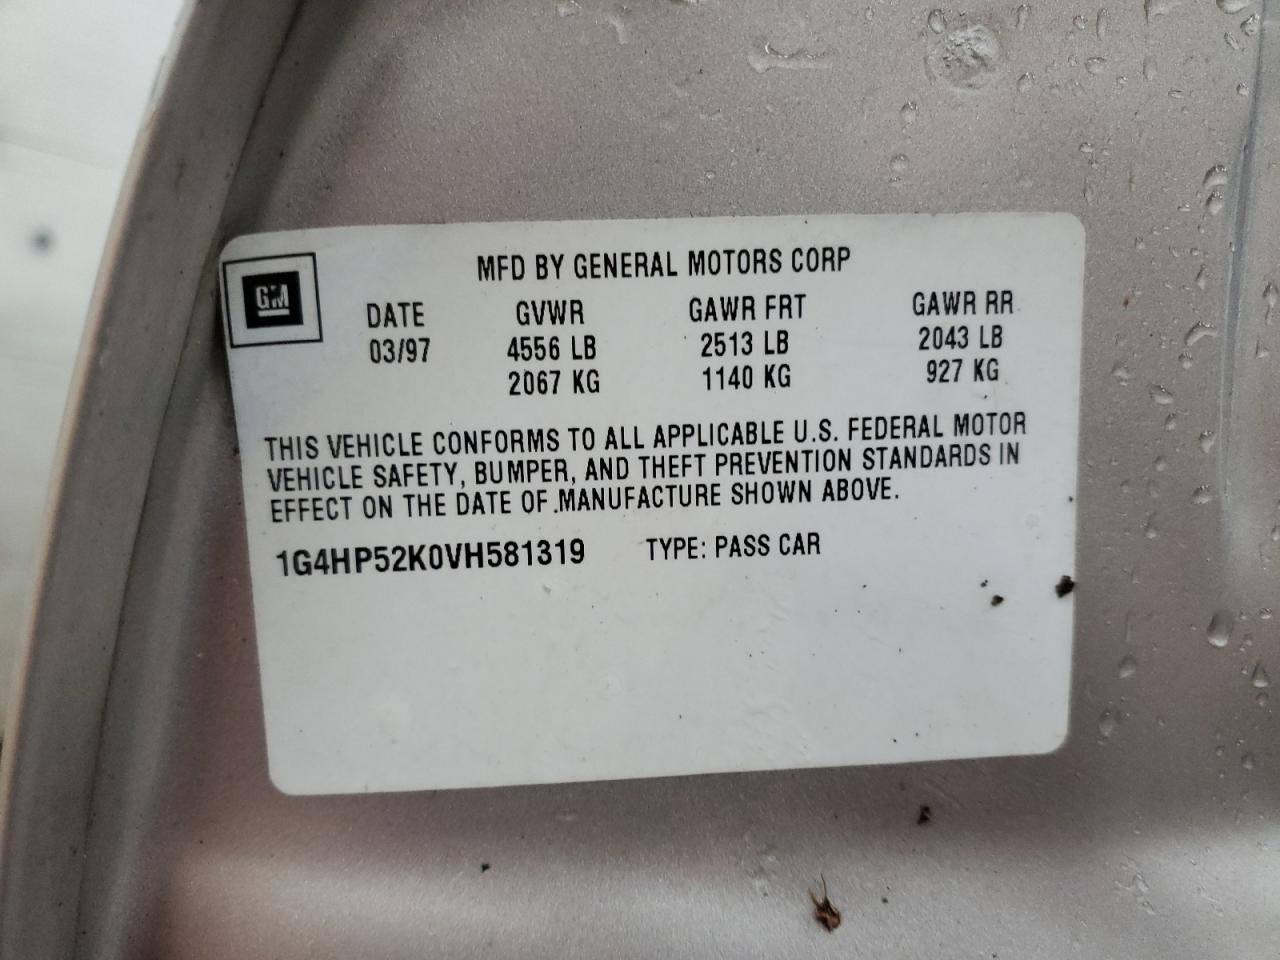 GM
MFD BY GENERAL MOTORS CORP
DATE GVWR GAWR FRT GAWR RR
03/97 4556 LB 2513 LB 2043 LB
2067 KG 1140 KG 927 KG
THIS VEHICLE CONFORMS TO ALL APPLICABLE U.S. FEDERAL MOTOR
VEHICLE SAFETY, BUMPER, AND THEFT PREVENTION STANDARDS IN
EFFECT ON THE DATE OF MANUFACTURE SHOWN ABOVE.
1G4HP52K0VH581319 TYPE: PASS CAR